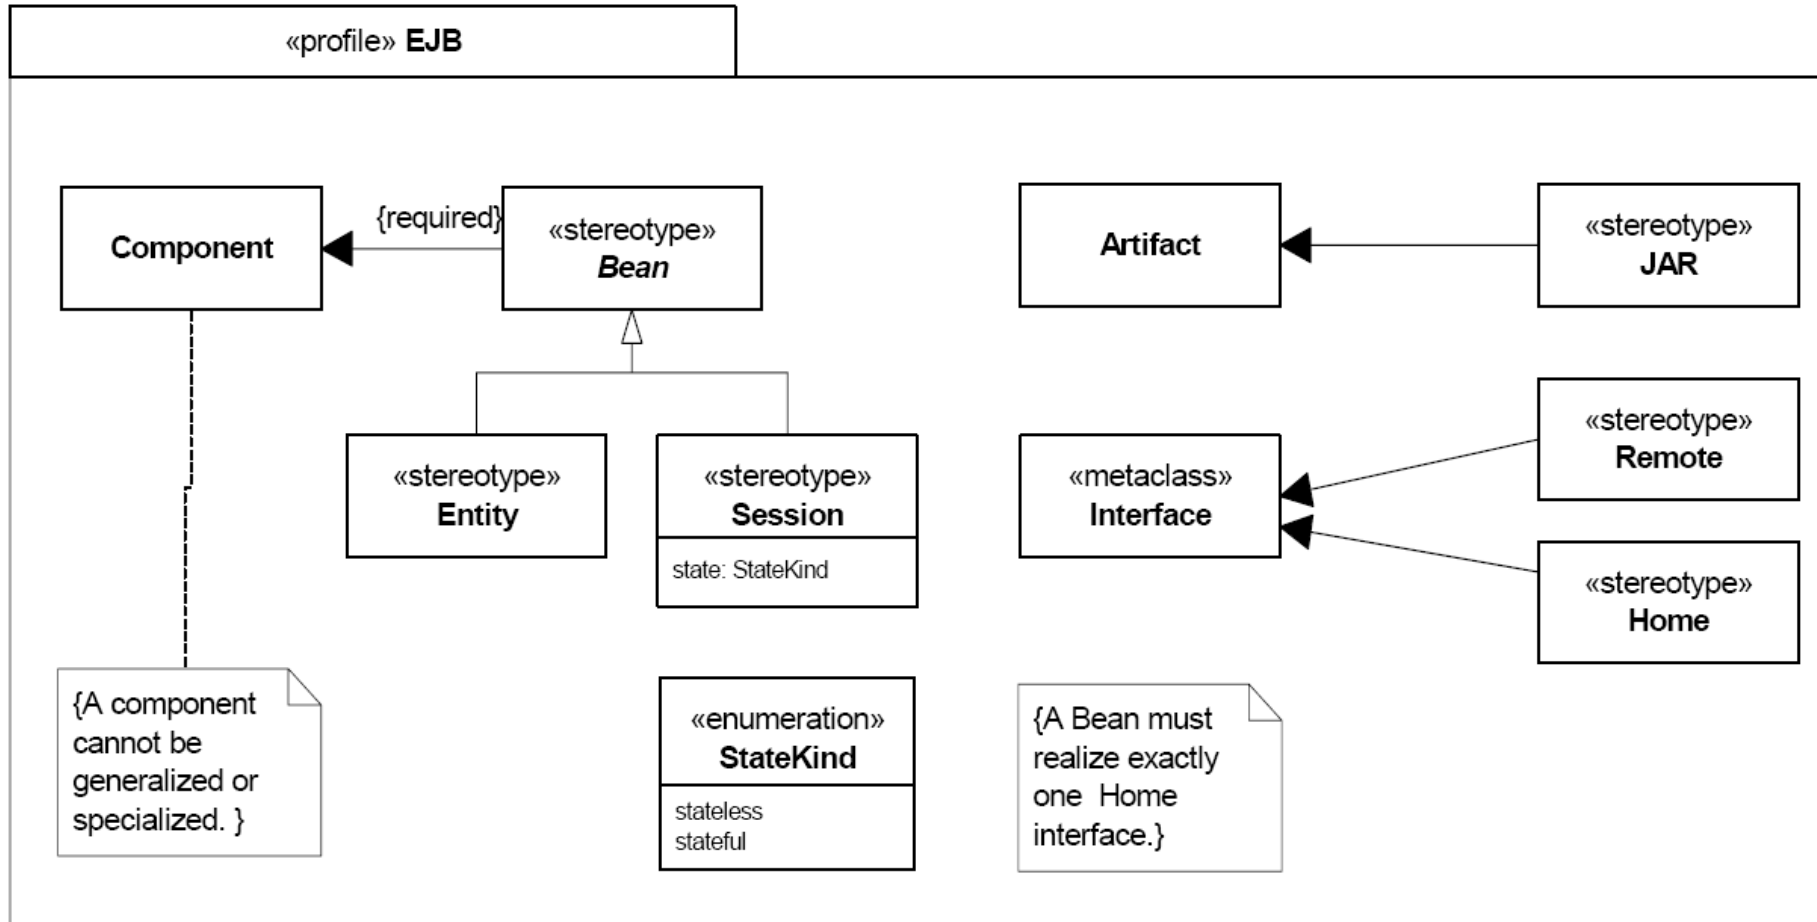 «profile» EJB
Component
{required}
«stereotype»
Bean
Artifact
«stereotype»
JAR
«stereotype»
Entity
«stereotype»
Session
state: StateKind
«metaclass»
Interface
«stereotype»
Remote
«stereotype»
Home
{A component
cannot be
generalized or
specialized. }
«enumeration»
StateKind
stateless
stateful
{A Bean must
realize exactly
one  Home
interface.}